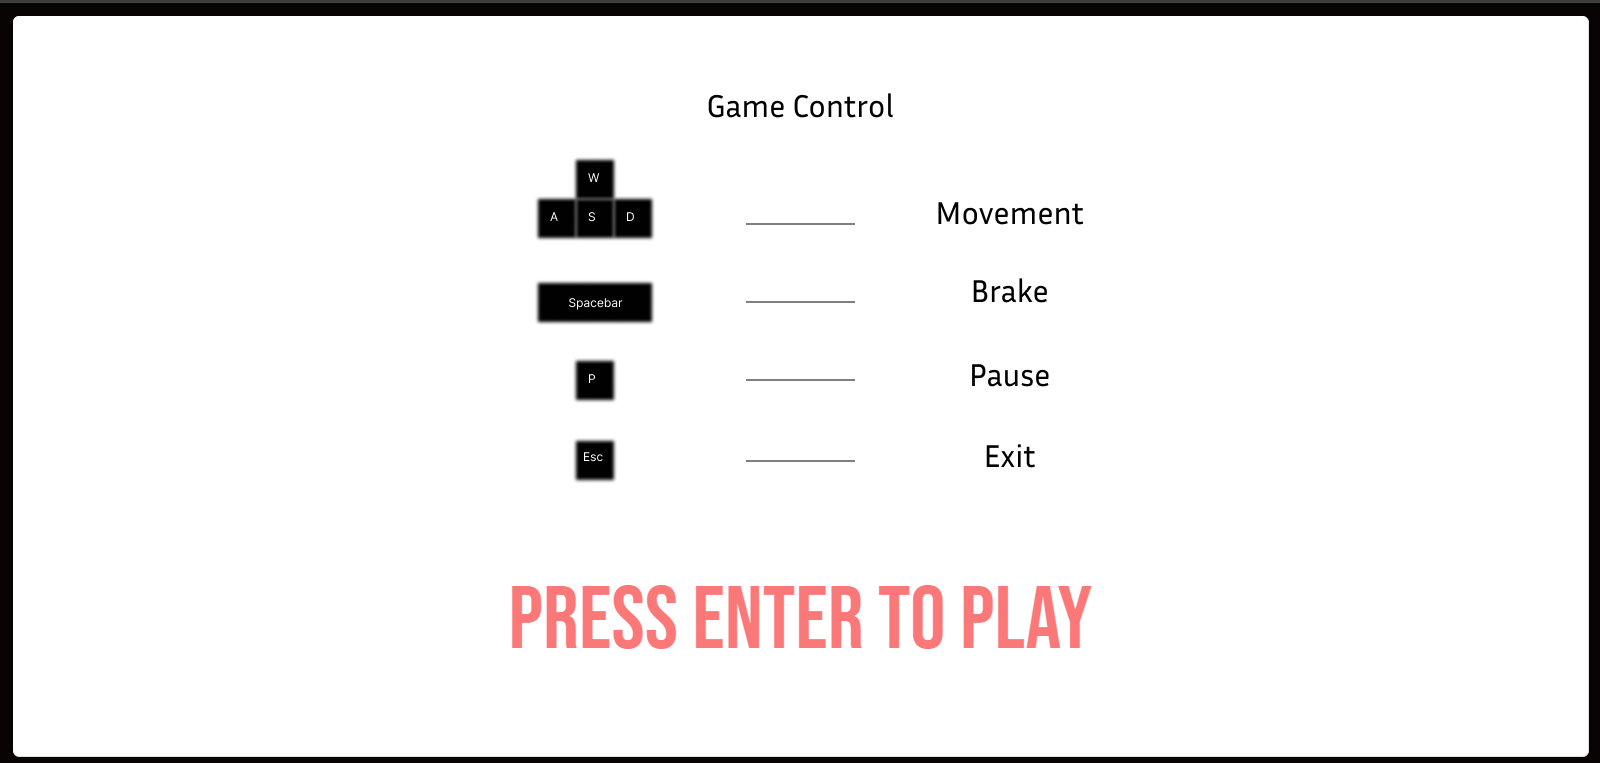 Game Control
W
A S D
Movement
Spacebar
Brake
P
Pause
Esc
Exit
PRESS ENTER TO PLAY